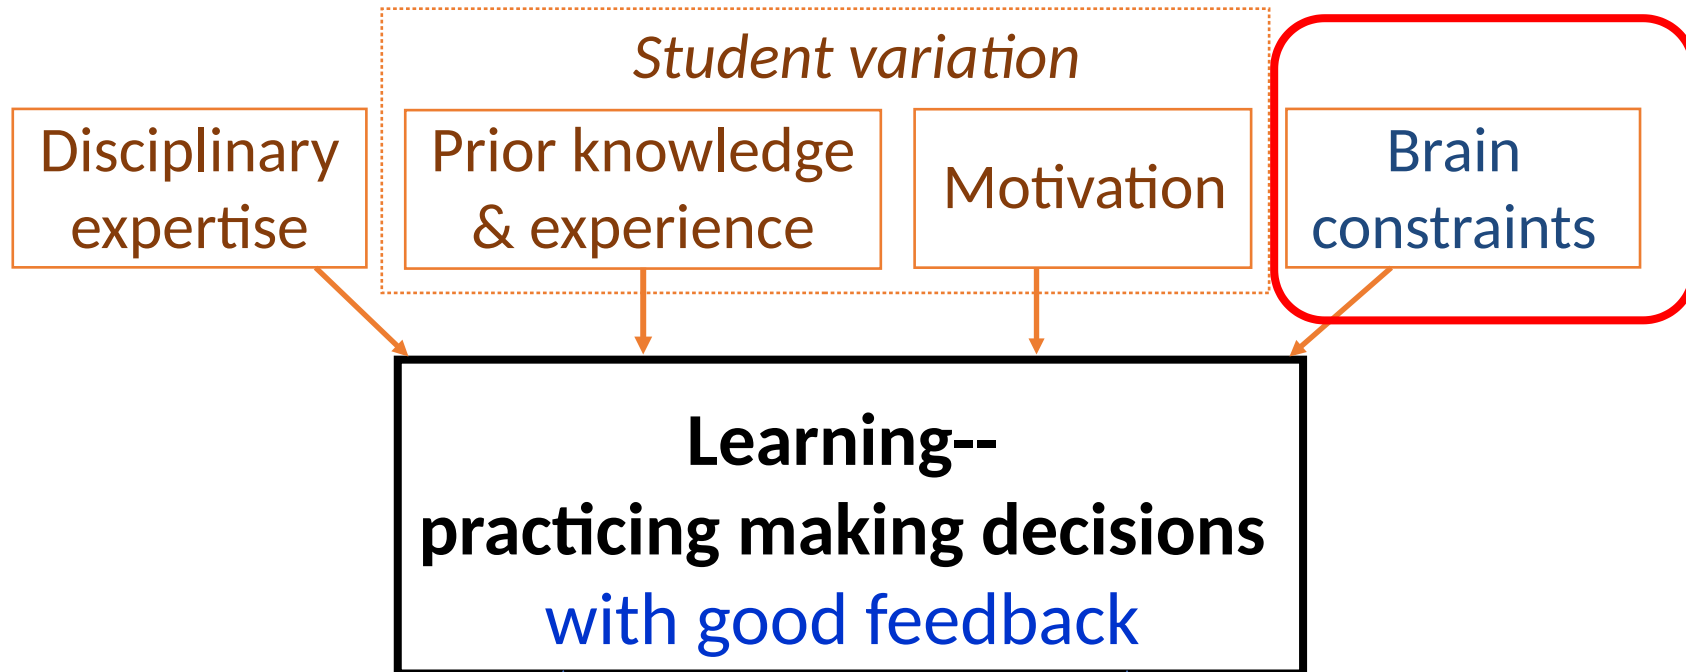 Student variation
Disciplinary
expertise
Prior knowledge
& experience
Motivation
Brain
constraints
Learning--
practicing making decisions
with good feedback